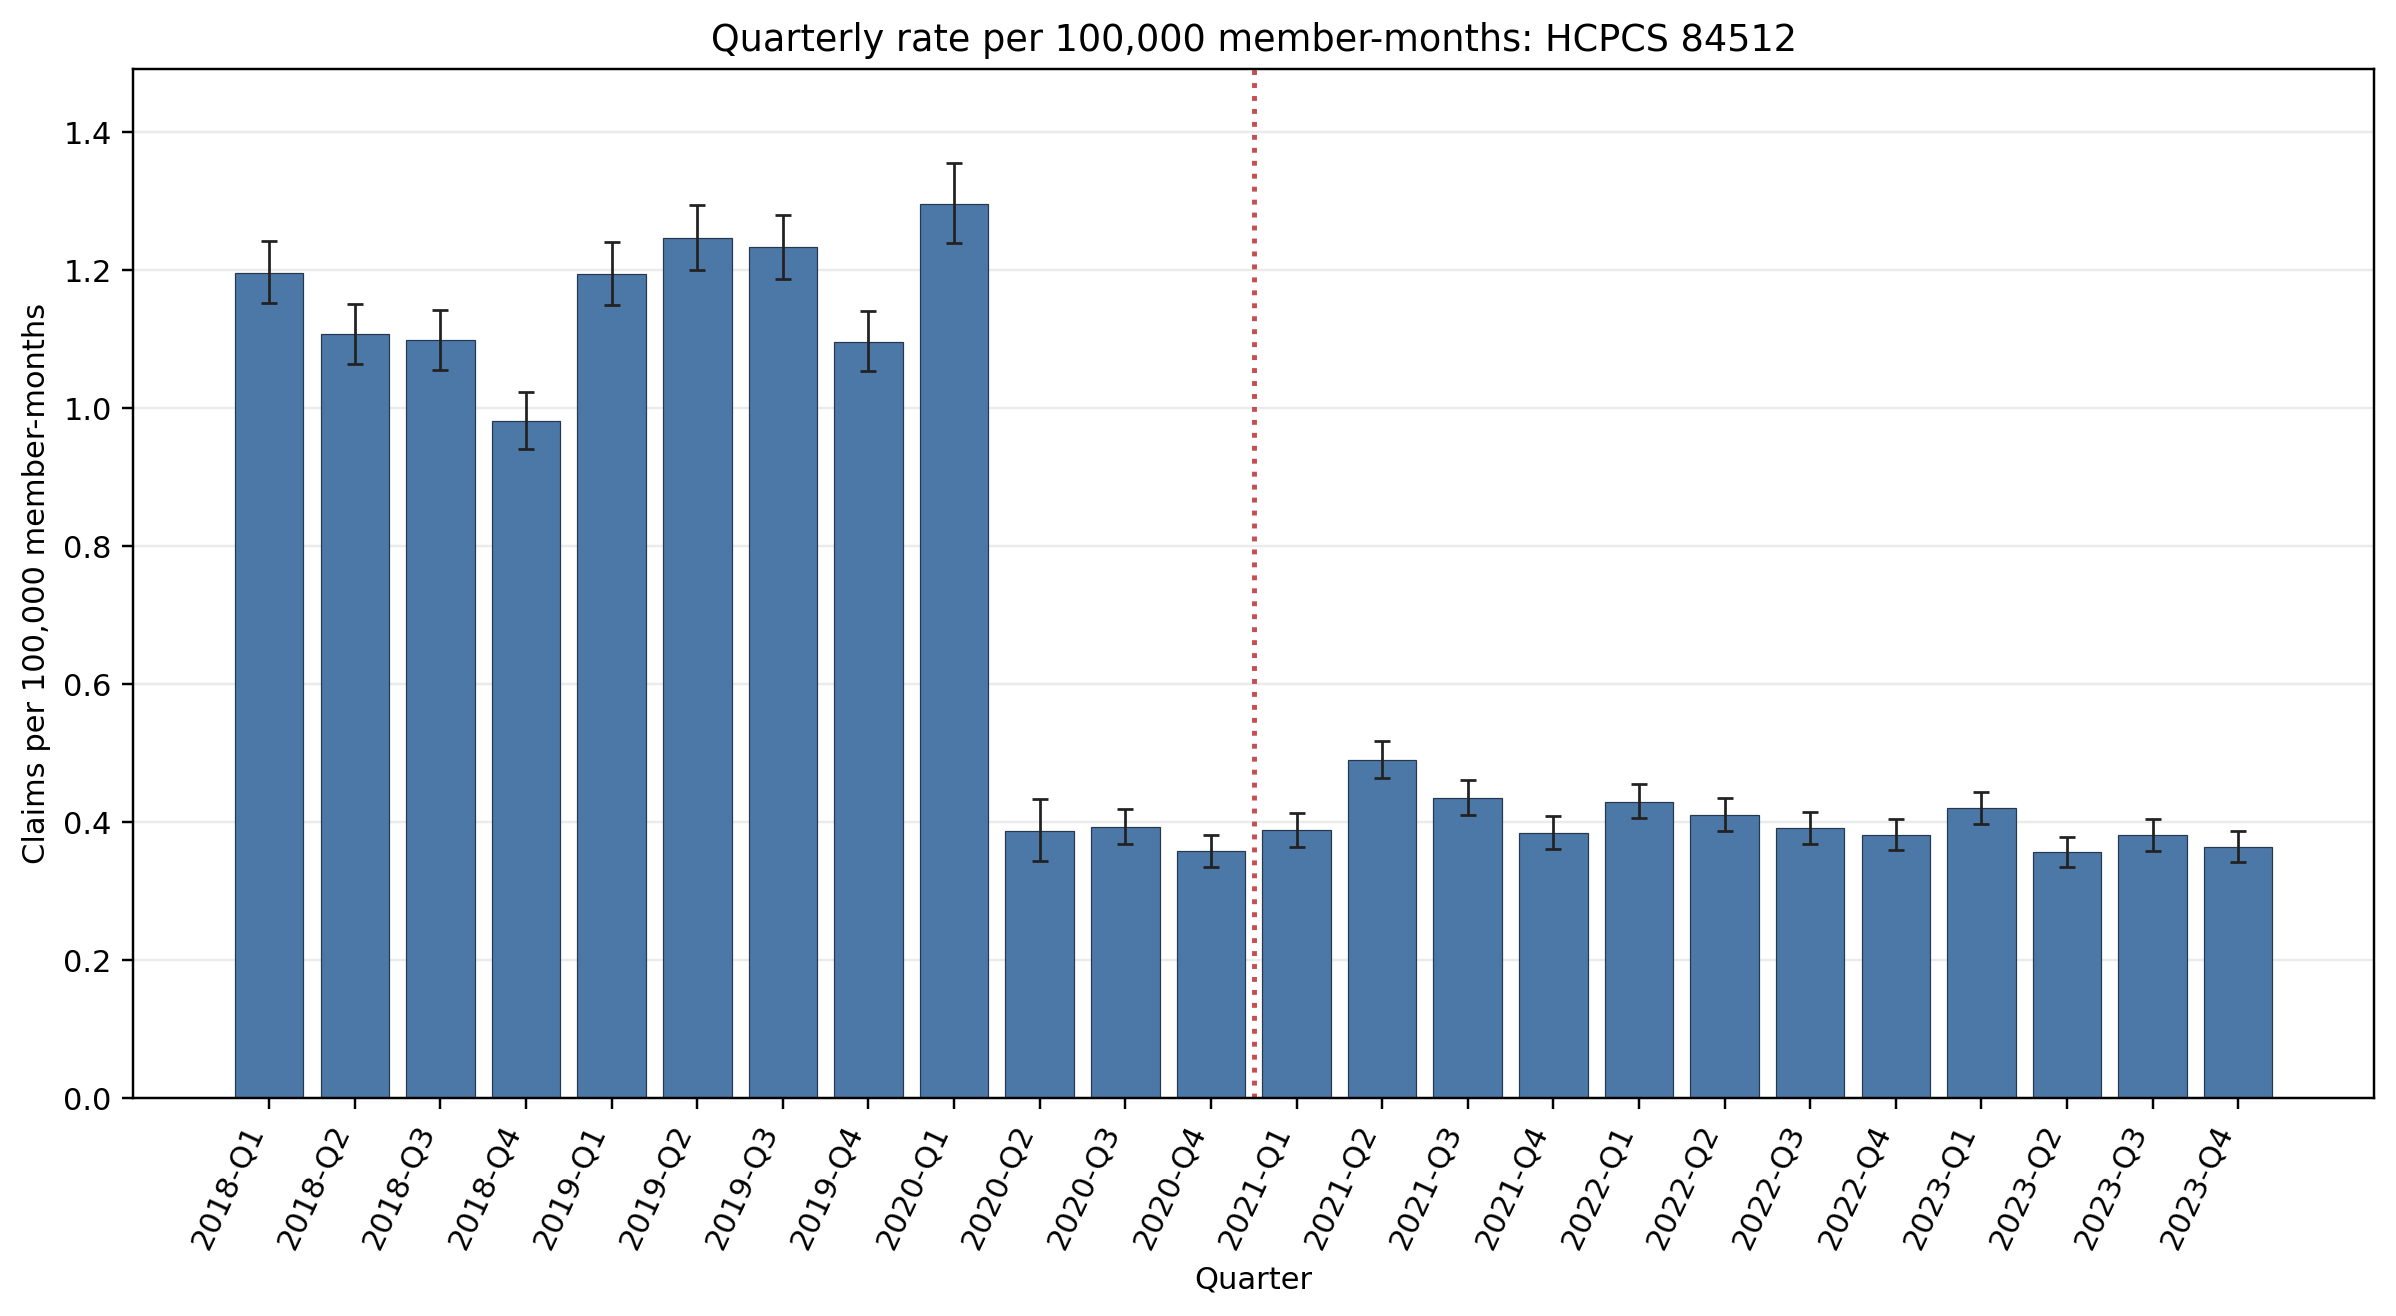 Quarterly rate per 100,000 member-months: HCPCS 84512
Claims per 100,000 member-months
1.4
1.2
1.0
0.8
0.6
0.4
0.2
0.0
2018-Q1
2018-Q2
2018-Q3
2018-Q4
2019-Q1
2019-Q2
2019-Q3
2019-Q4
2020-Q1
2020-Q2
2020-Q3
2020-Q4
2021-Q1
2021-Q2
2021-Q3
2021-Q4
2022-Q1
2022-Q2
2022-Q3
2022-Q4
2023-Q1
2023-Q2
2023-Q3
2023-Q4
Quarter